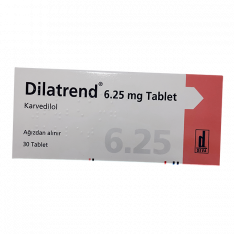 Dilatrend® 6.25 mg Tablet
Karvedilol
Ağızdan alınır
30 Tablet
6.25
d